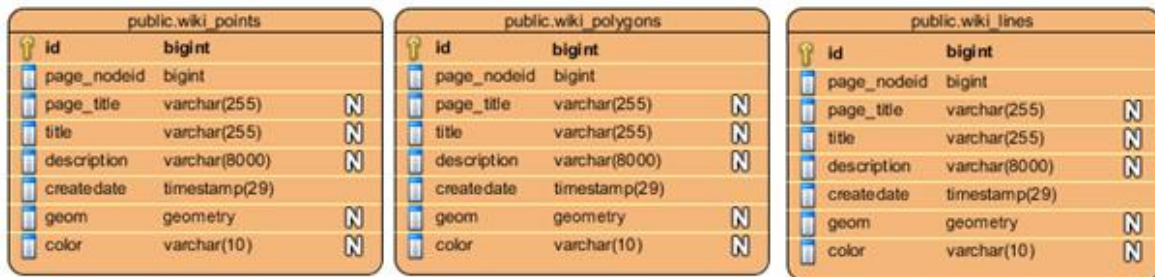 public.wiki_points
id bigint
page_nodeid bigint
page_title varchar(255) N
title varchar(255) N
description varchar(8000) N
createdate timestamp(29)
geom geometry N
color varchar(10) N
public.wiki_polygons
id bigint
page_nodeid bigint
page_title varchar(255) N
title varchar(255) N
description varchar(8000) N
createdate timestamp(29)
geom geometry N
color varchar(10) N
public.wiki_lines
id bigint
page_nodeid bigint
page_title varchar(255) N
title varchar(255) N
description varchar(8000) N
createdate timestamp(29)
geom geometry N
color varchar(10) N